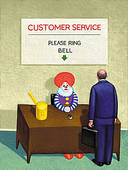 CUSTOMER SERVICE
PLEASE RING
BELL